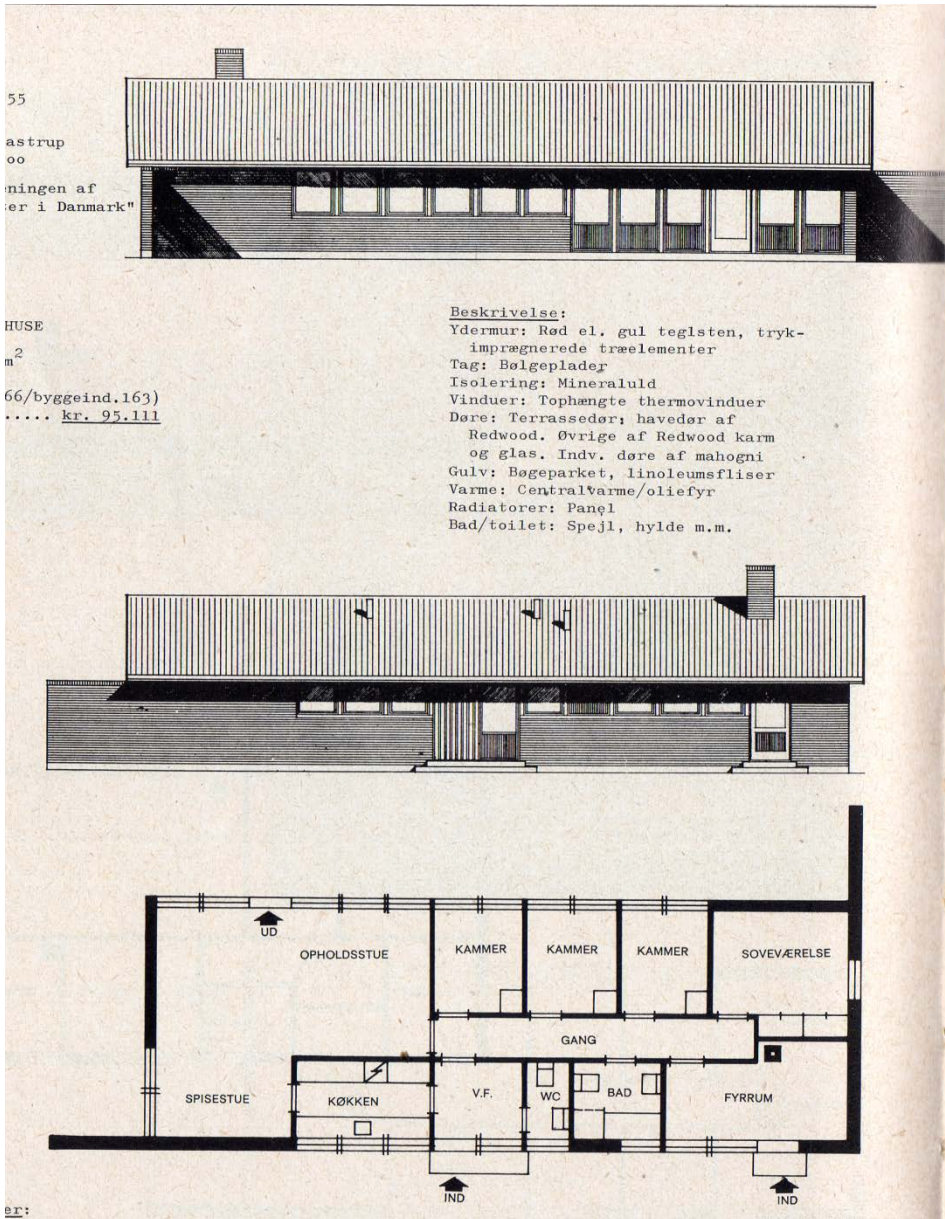 55
astrup
oo
eningen af
er i Danmark"
HUSE
m²
66/byggeind.163)
..... kr. 95.111
Beskrivelse:
Ydermur: Rød el. gul teglsten, tryk-
imprægnerede træelementer
Tag: Bølgeplader
Isolering: Mineraluld
Vinduer: Tophængte thermovinduer
Døre: Terrassedør; havedør af
Redwood. Øvrige af Redwood karm
og glas. Indv. døre af mahogni
Gulv: Bøgeparket, linoleumsfliser
Varme: Centralvarme/oliefyr
Radiatorer: Panel
Bad/toilet: Spejl, hylde m.m.
UD
OPHOLDSSTUE
KAMMER
KAMMER
KAMMER
SOVEVÆRELSE
GANG
SPISESTUE
KØKKEN
V.F.
WC
BAD
FYRRUM
IND
IND
er: